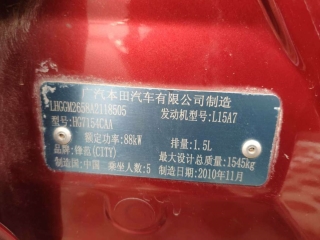 广汽本田汽车有限公司制造
LHGGM2658A2118505
型号:HG7154CAA 发动机型号:L15A7
额定功率:88kW 排量:1.5L
品牌:锋范(CITY) 最大设计总质量:1545kg
制造国:中国 乘坐人数:5 制造日期:2010年11月